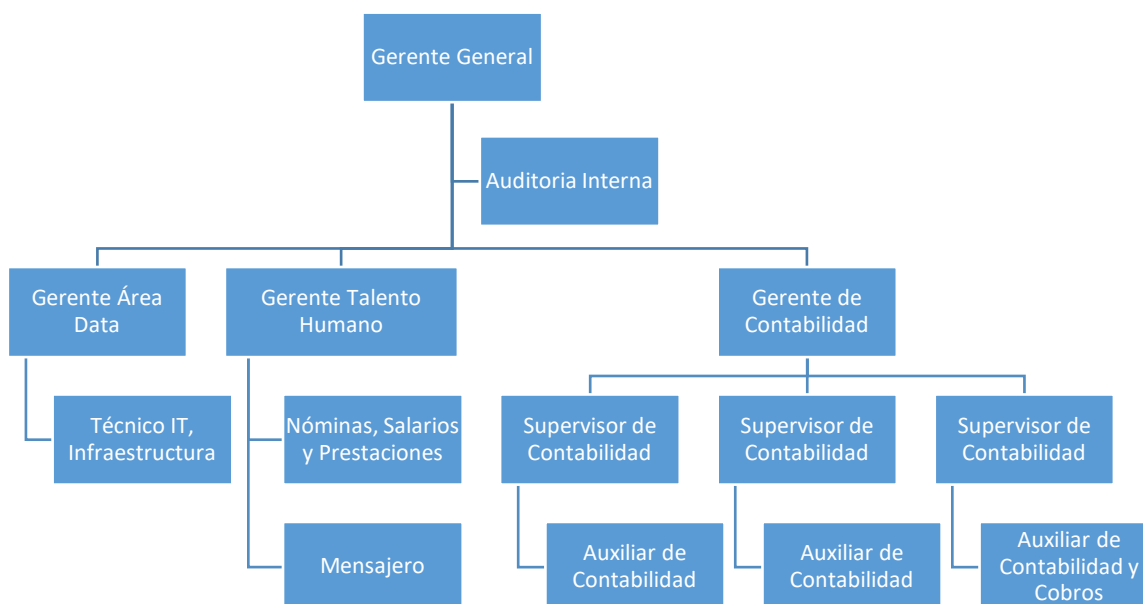 Gerente General
Auditoria Interna
Gerente Área
Data
Gerente Talento
Humano
Gerente de
Contabilidad
Técnico IT,
Infraestructura
Nóminas, Salarios
y Prestaciones
Supervisor de
Contabilidad
Supervisor de
Contabilidad
Supervisor de
Contabilidad
Mensajero
Auxiliar de
Contabilidad
Auxiliar de
Contabilidad
Auxiliar de
Contabilidad y
Cobros